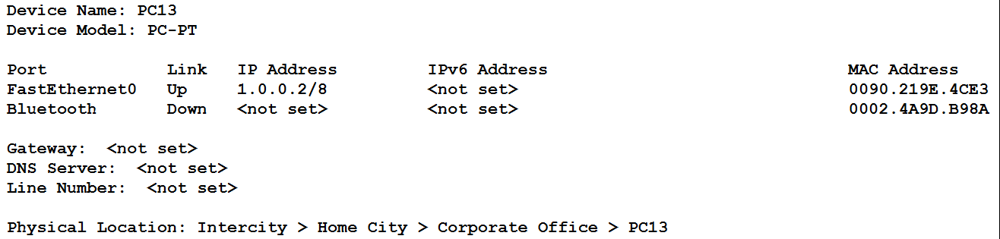 Device Name: PC13
Device Model: PC-PT
Port Link IP Address IPv6 Address MAC Address
FastEthernet0 Up 1.0.0.2/8 <not set> 0090.219E.4CE3
Bluetooth Down <not set> <not set> 0002.4A9D.B98A
Gateway: <not set>
DNS Server: <not set>
Line Number: <not set>
Physical Location: Intercity > Home City > Corporate Office > PC13